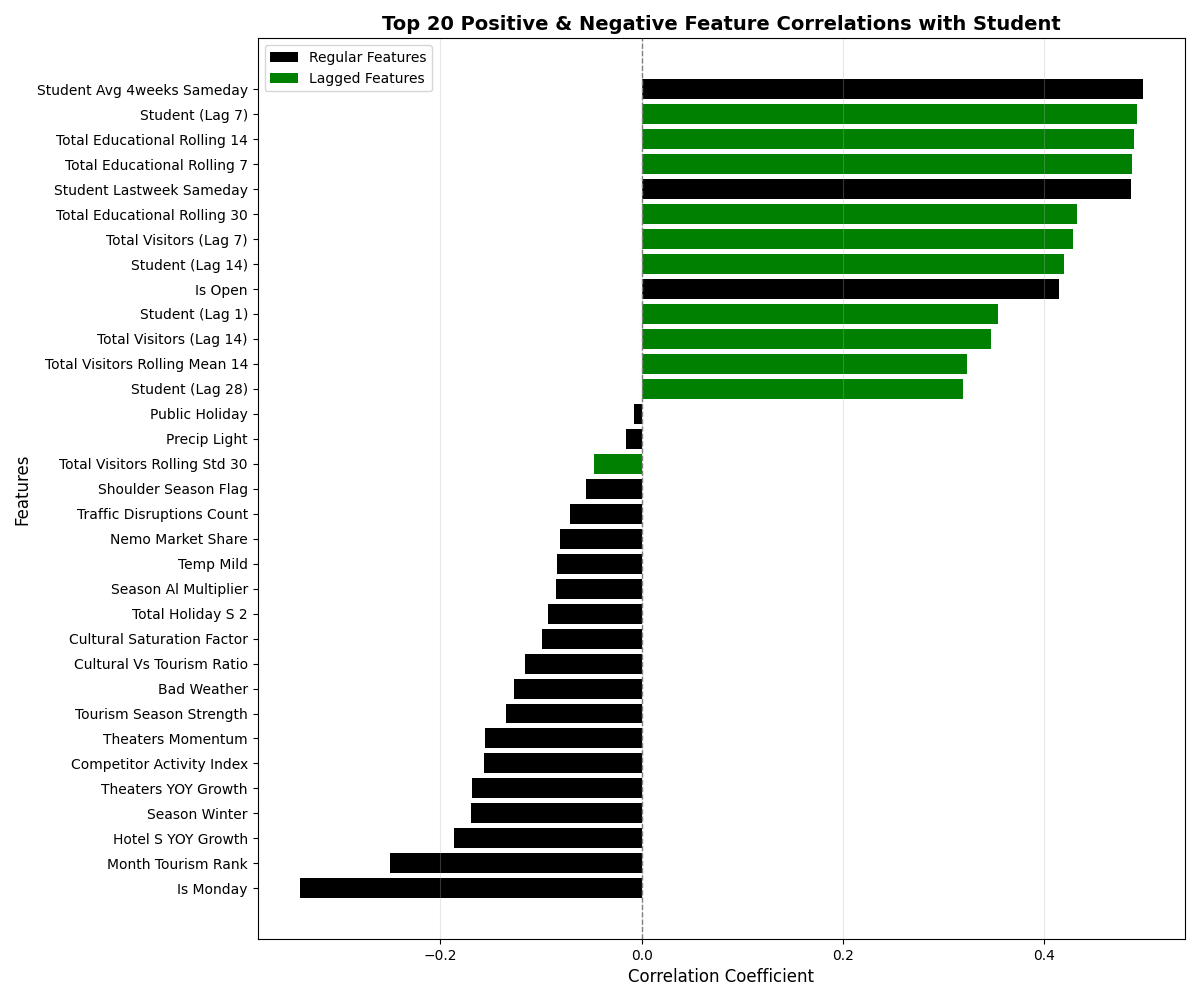 Top 20 Positive & Negative Feature Correlations with Student
Regular Features
Lagged Features
Student Avg 4weeks Sameday
Student (Lag 7)
Total Educational Rolling 14
Total Educational Rolling 7
Student Lastweek Sameday
Total Educational Rolling 30
Total Visitors (Lag 7)
Student (Lag 14)
Is Open
Student (Lag 1)
Total Visitors (Lag 14)
Total Visitors Rolling Mean 14
Student (Lag 28)
Public Holiday
Precip Light
Total Visitors Rolling Std 30
Shoulder Season Flag
Traffic Disruptions Count
Nemo Market Share
Temp Mild
Season Al Multiplier
Total Holiday S 2
Cultural Saturation Factor
Cultural Vs Tourism Ratio
Bad Weather
Tourism Season Strength
Theaters Momentum
Competitor Activity Index
Theaters YOY Growth
Season Winter
Hotel S YOY Growth
Month Tourism Rank
Is Monday
Features
−0.2 0.0 0.2 0.4
Correlation Coefficient